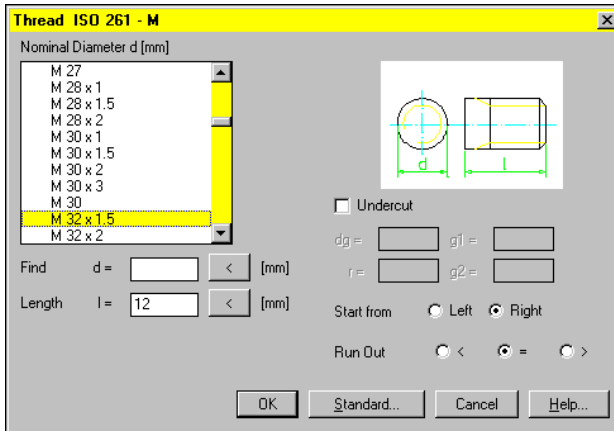 Thread ISO 261 - M
Nominal Diameter d [mm]
M 27
M 28 x 1
M 28 x 1.5
M 28 x 2
M 30 x 1
M 30 x 1.5
M 30 x 2
M 30 x 3
M 30
M 32 x 1.5
M 32 x 2
d l
Undercut
dg = g1 =
r = g2 =
Find d = < [mm]
Length l = 12 < [mm]
Start from Left Right
Run Out < = >
OK Standard... Cancel Help...